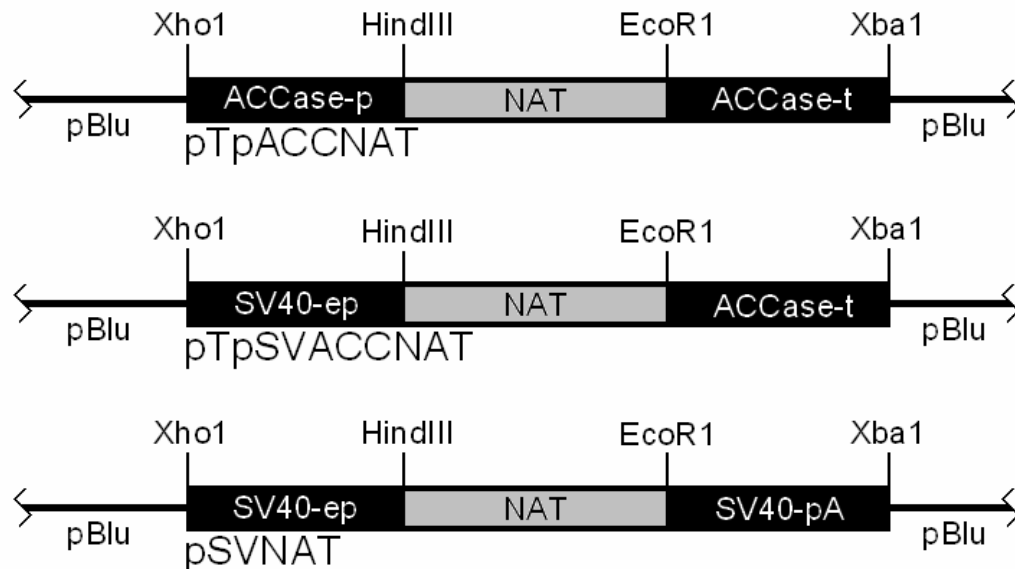 Xho1 HindIII EcoR1 Xba1
ACCase-p NAT ACCase-t
pBlu pBlu
pTpACCNAT
Xho1 HindIII EcoR1 Xba1
SV40-ep NAT ACCase-t
pBlu pBlu
pTpSVACCNAT
Xho1 HindIII EcoR1 Xba1
SV40-ep NAT SV40-pA
pBlu pBlu
pSVNAT